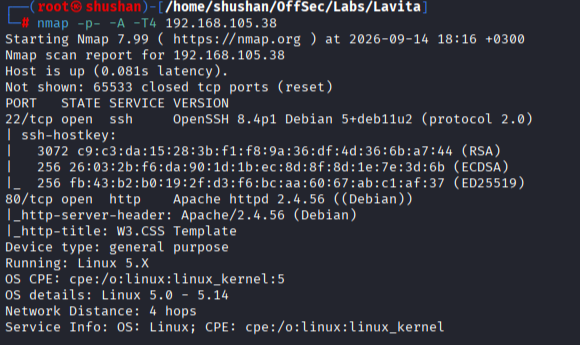 ┌──(root㉿shushan)-[/home/shushan/OffSec/Labs/Lavita]
└─# nmap -p- -A -T4 192.168.105.38
Starting Nmap 7.99 ( https://nmap.org ) at 2026-09-14 18:16 +0300
Nmap scan report for 192.168.105.38
Host is up (0.081s latency).
Not shown: 65533 closed tcp ports (reset)
PORT   STATE SERVICE VERSION
22/tcp open  ssh     OpenSSH 8.4p1 Debian 5+deb11u2 (protocol 2.0)
| ssh-hostkey:
|   3072 c9:c3:da:15:28:3b:f1:f8:9a:36:df:4d:36:6b:a7:44 (RSA)
|   256 26:03:2b:f6:da:90:1d:1b:ec:8d:8f:8d:1e:7e:3d:6b (ECDSA)
|_  256 fb:43:b2:b0:19:2f:d3:f6:bc:aa:60:67:ab:c1:af:37 (ED25519)
80/tcp open  http    Apache httpd 2.4.56 ((Debian))
|_http-server-header: Apache/2.4.56 (Debian)
|_http-title: W3.CSS Template
Device type: general purpose
Running: Linux 5.X
OS CPE: cpe:/o:linux:linux_kernel:5
OS details: Linux 5.0 - 5.14
Network Distance: 4 hops
Service Info: OS: Linux; CPE: cpe:/o:linux:linux_kernel